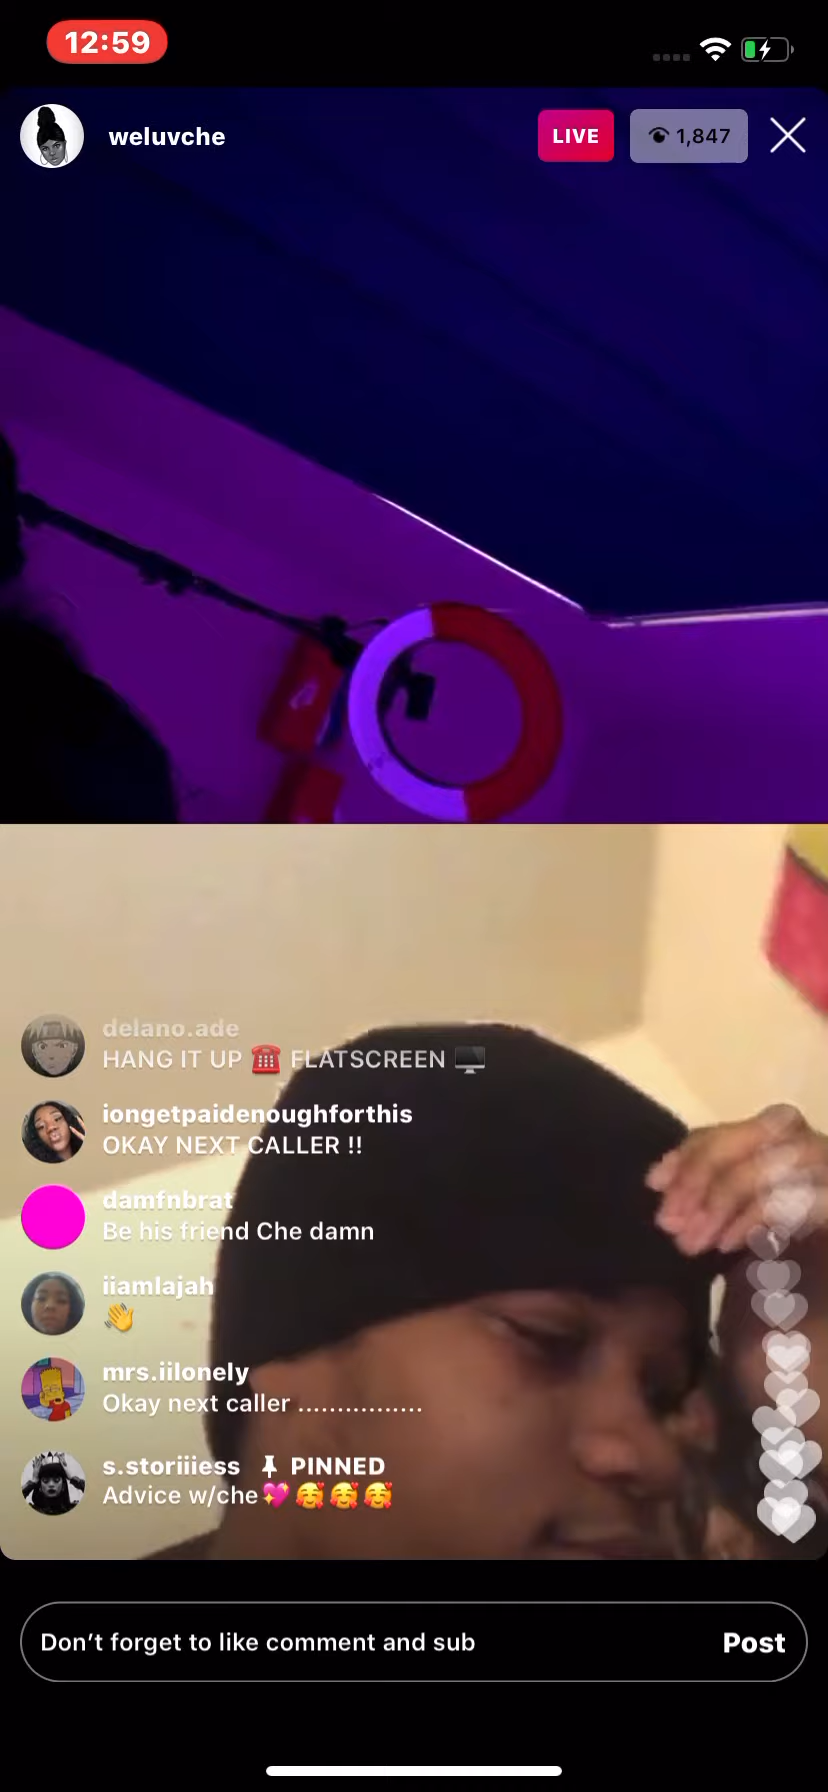 12:59
weluvche
LIVE
1,847
delano.ade
HANG IT UP ☎️ FLATSCREEN 🖥️
iongetpaidenoughforthis
OKAY NEXT CALLER !!
damfnbrat
Be his friend Che damn
iiamlajah
👋
mrs.iilonely
Okay next caller ................
s.storiiiess 📌 PINNED
Advice w/che💖🥰🥰🥰
Don’t forget to like comment and sub
Post